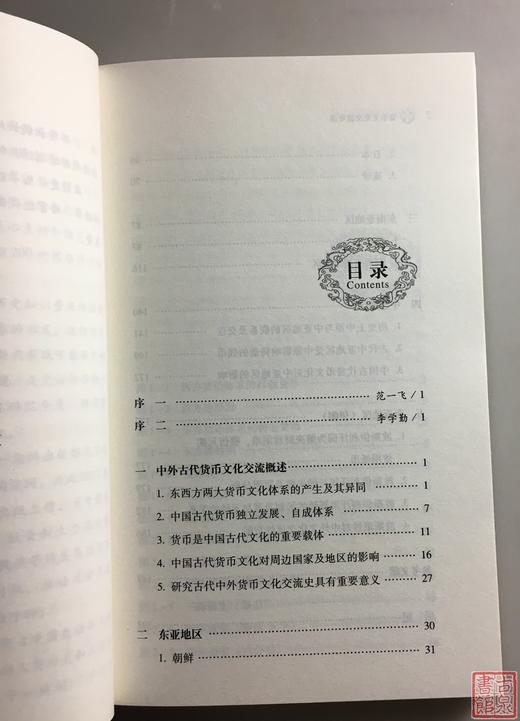 目录
Contents
序 一 范一飞/1
序 二 李学勤/1
一 中外古代货币文化交流概述 1
1. 东西方两大货币文化体系的产生及其异同 1
2. 中国古代货币独立发展、自成体系 7
3. 货币是中国古代文化的重要载体 11
4. 中国古代货币文化对周边国家及地区的影响 16
5. 研究古代中外货币文化交流史具有重要意义 27
二 东亚地区 30
1. 朝鲜 31
古泉書館